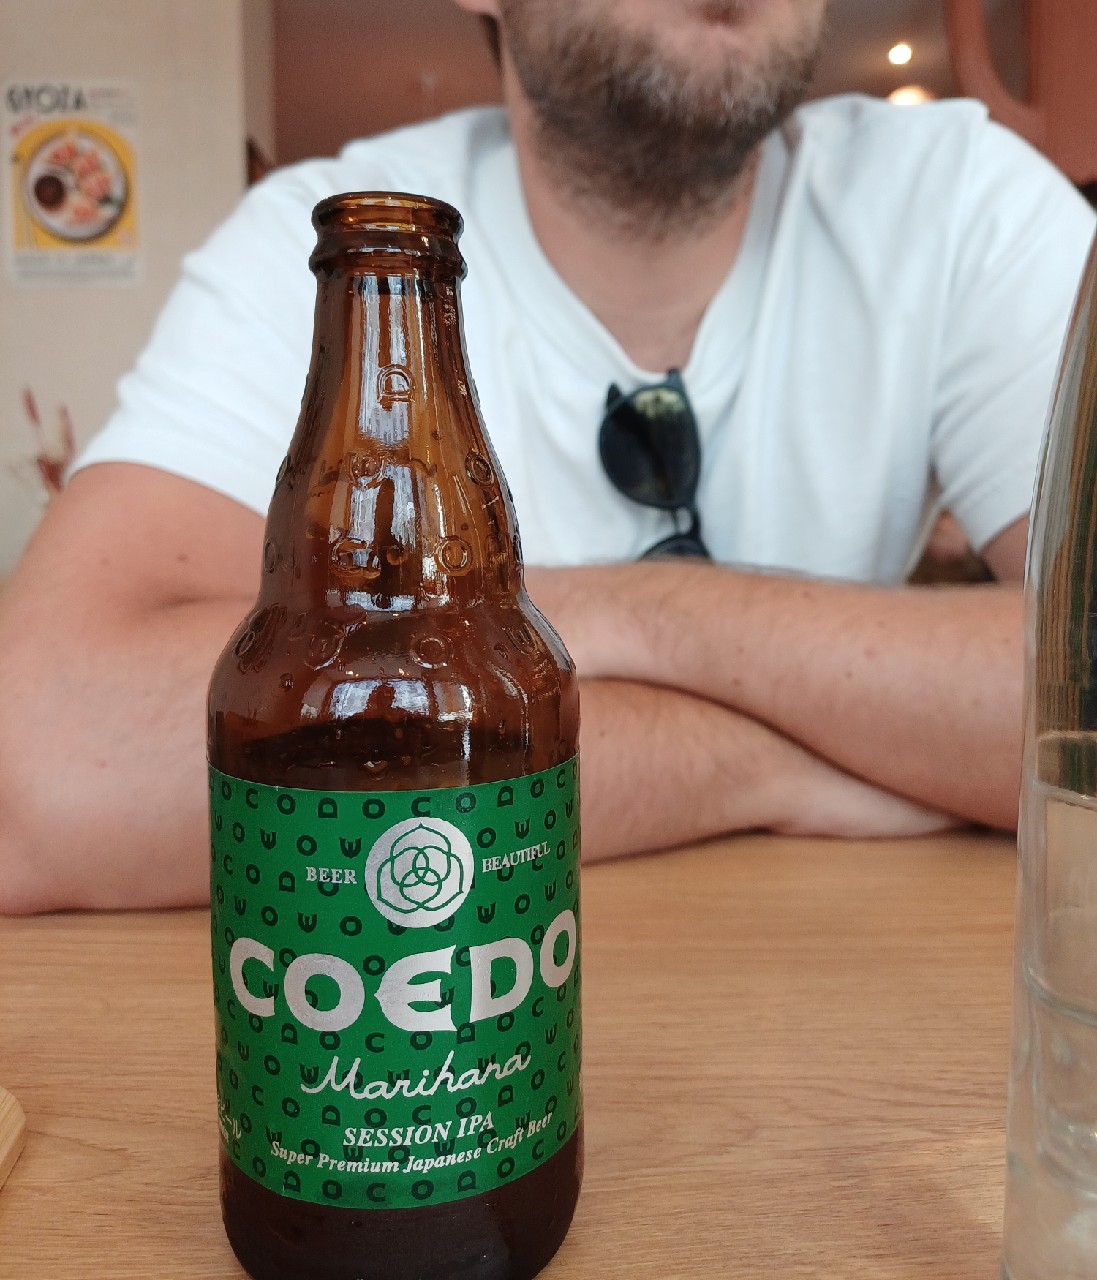 GYOZA
BEER BEAUTIFUL
COEDO
Marihana
SESSION IPA
Super Premium Japanese Craft Beer